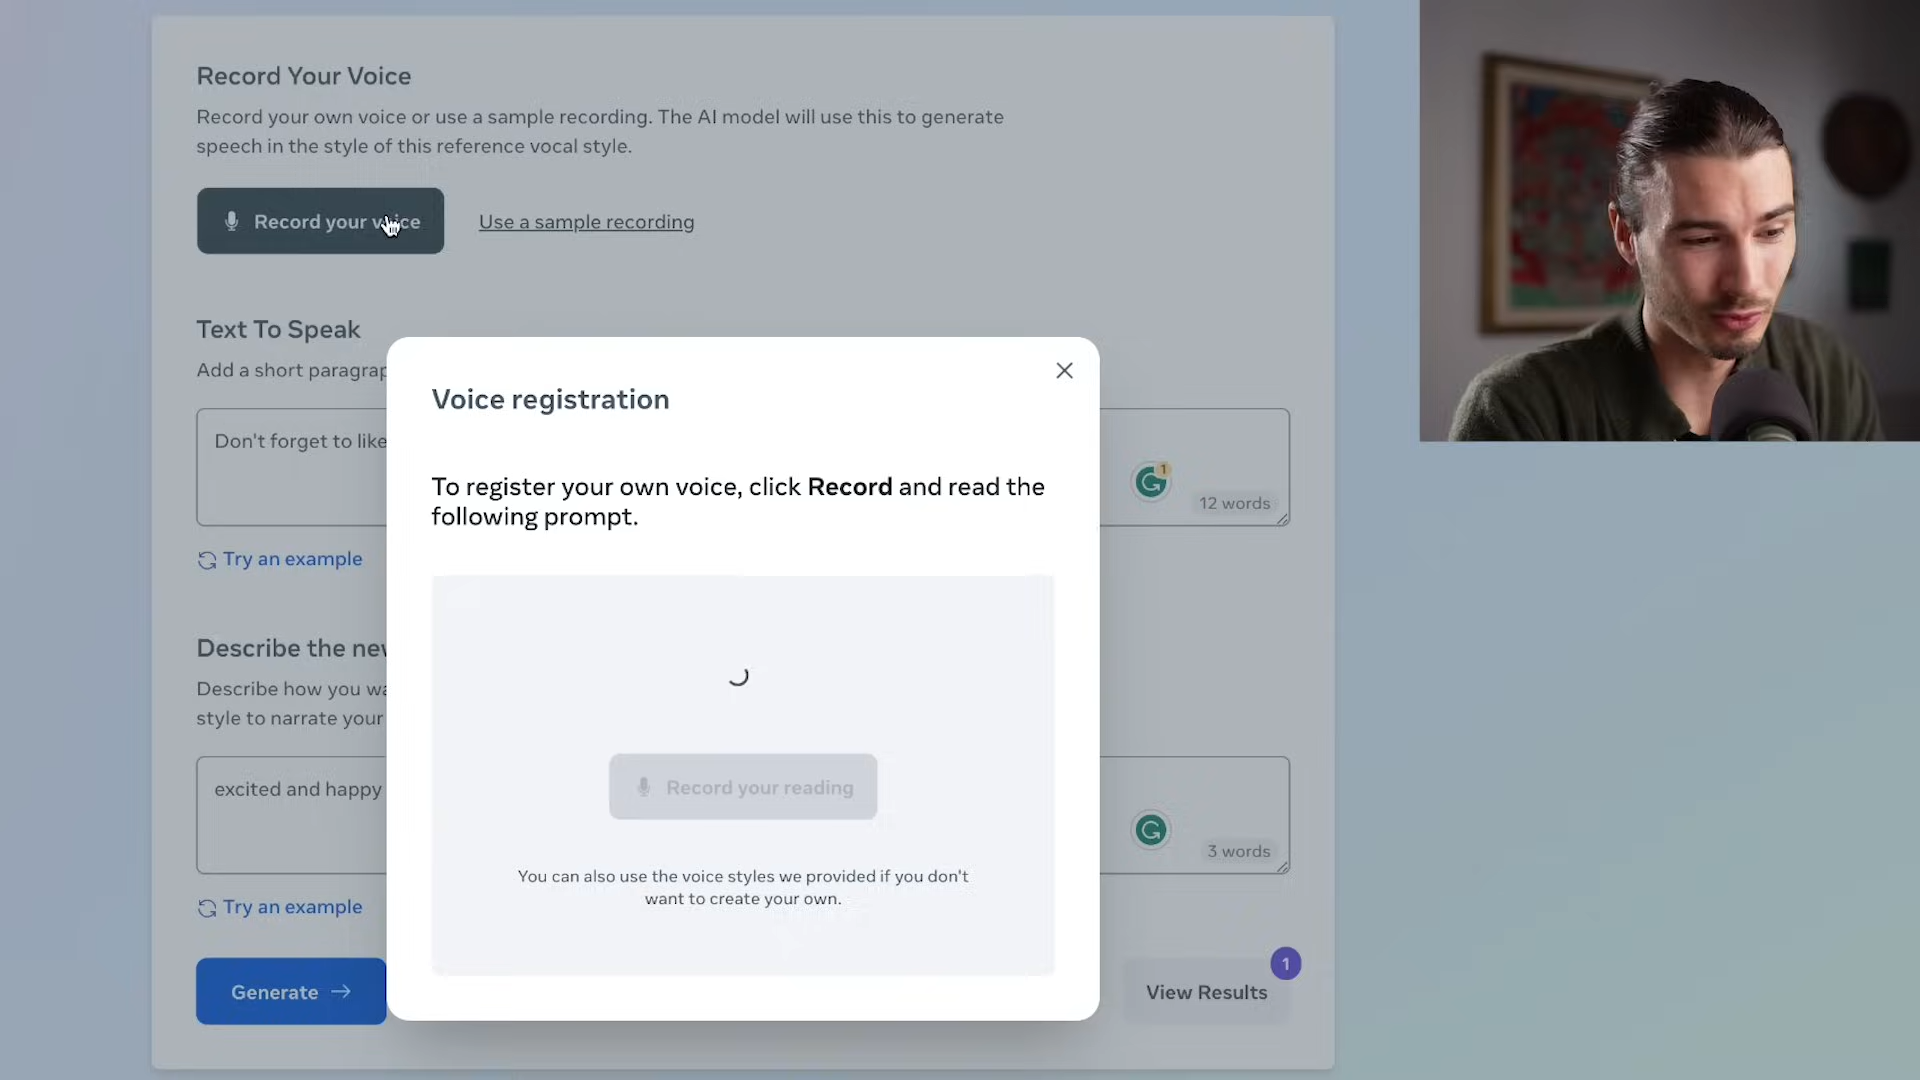 Record Your Voice
Record your own voice or use a sample recording. The AI model will use this to generate
speech in the style of this reference vocal style.
Record your voice
Use a sample recording
Text To Speak
Add a short paragrap
Don't forget to like
1
12 words
Try an example
Describe the new
Describe how you wa
style to narrate your
excited and happy
3 words
Try an example
Generate →
View Results
1
Voice registration
To register your own voice, click Record and read the
following prompt.
Record your reading
You can also use the voice styles we provided if you don't
want to create your own.